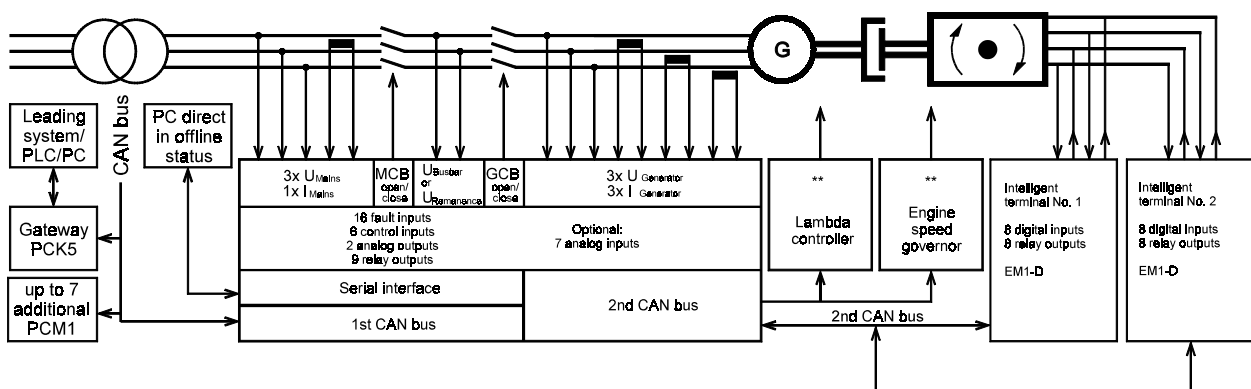 G
Leading
system/
PLC/PC
CAN bus
PC direct
in offline
status
Gateway
PCK5
up to 7
additional
PCM1
3x U Mains
1x I Mains
MCB
open/
close
U Busbar
or
U Remanence
GCB
open/
close
3x U Generator
3x I Generator
16 fault inputs
6 control inputs
2 analog outputs
9 relay outputs
Optional:
7 analog inputs
Serial interface
1st CAN bus
2nd CAN bus
**
Lambda
controller
**
Engine
speed
governor
2nd CAN bus
Intelligent
terminal No. 1
8 digital inputs
8 relay outputs
EM1-D
Intelligent
terminal No. 2
8 digital inputs
8 relay outputs
EM1-D